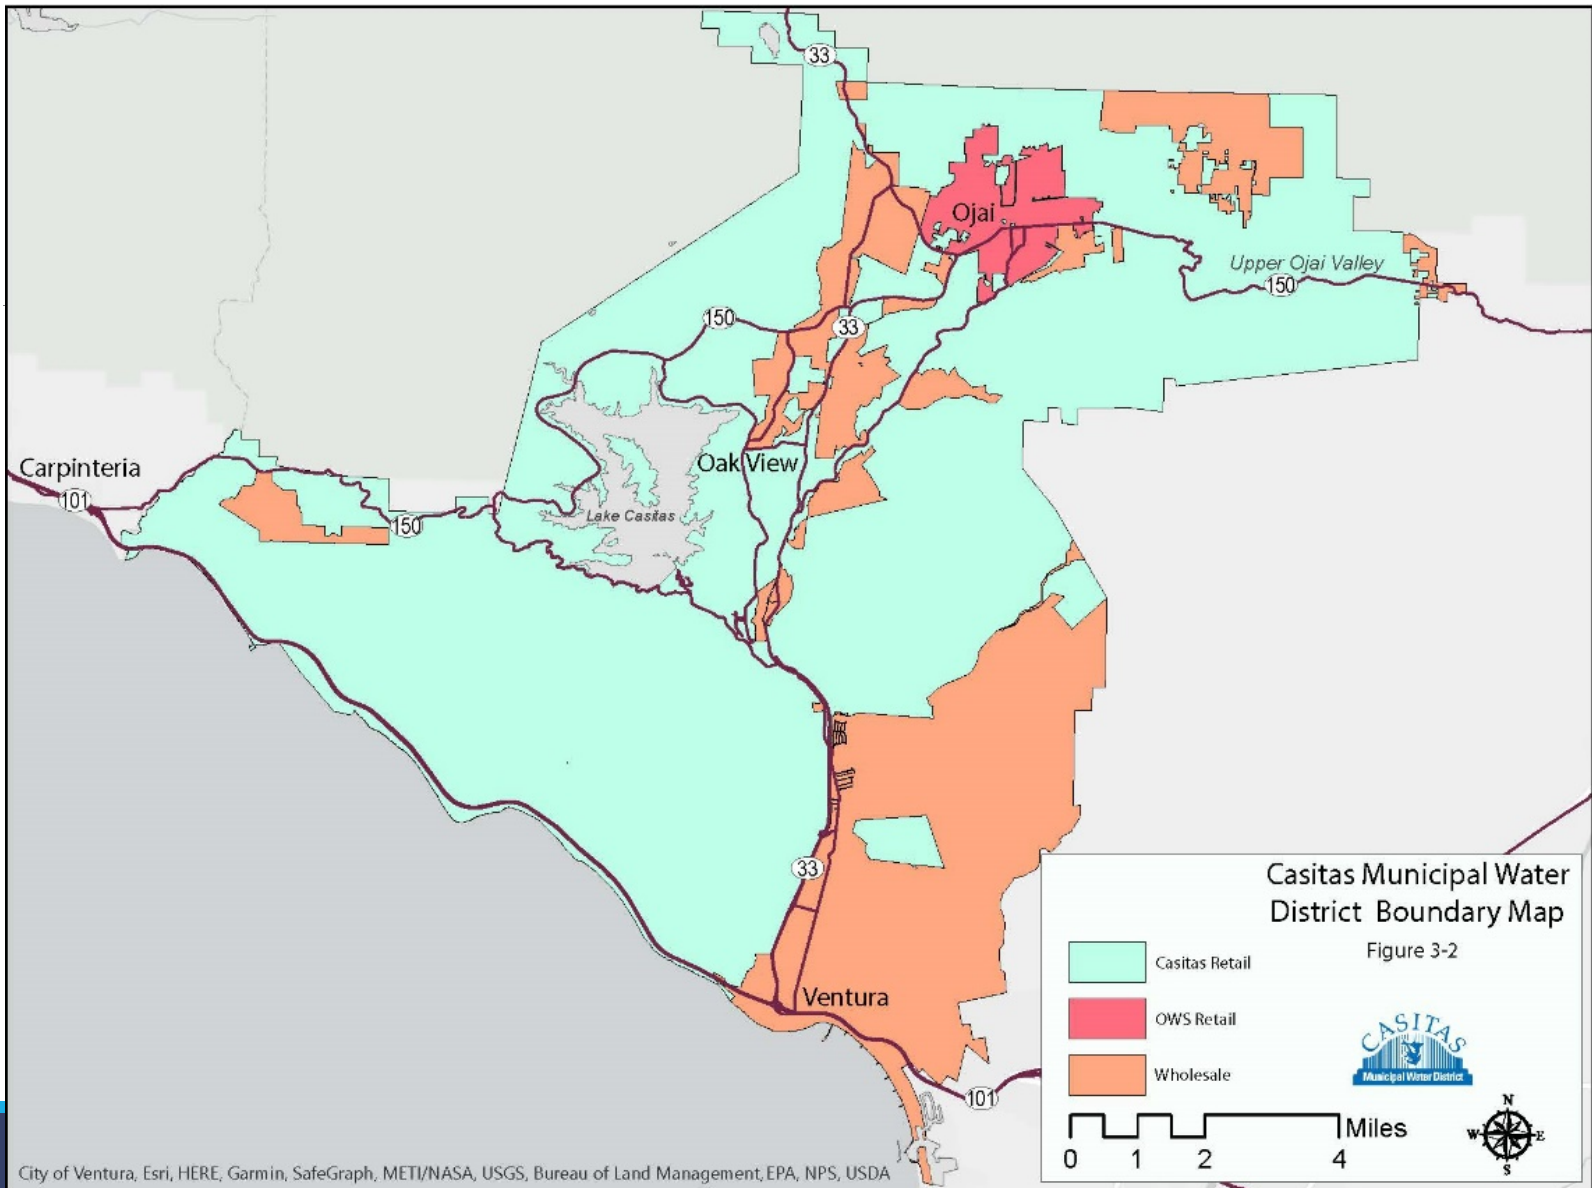 33
Ojai
Upper Ojai Valley
150
150
33
Carpinteria
101
Oak View
150
Lake Casitas
33
Ventura
101
Casitas Municipal Water
District Boundary Map
Figure 3-2
Casitas Retail
OWS Retail
Wholesale
CASITAS
Municipal Water District
N
W E
S
Miles
0 1 2 4
City of Ventura, Esri, HERE, Garmin, SafeGraph, METI/NASA, USGS, Bureau of Land Management, EPA, NPS, USDA